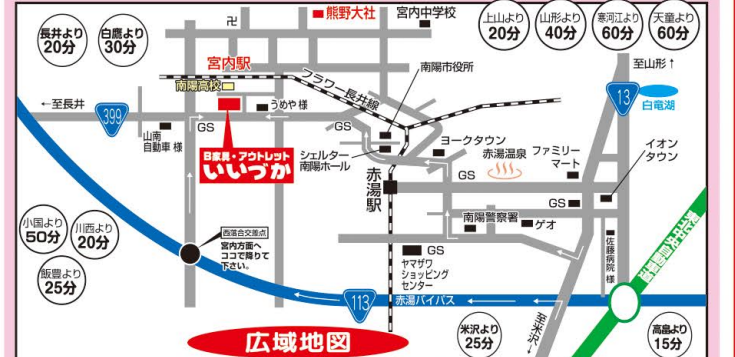 長井より
20分
白鷹より
30分
卍
熊野大社
宮内中学校
上山より
20分
山形より
40分
寒河江より
60分
天童より
60分
宮内駅
フラワー長井線
南陽市役所
至山形↑
南陽高校
←至長井
399
うめや 様
13
白竜湖
山南
自動車 様
GS
B家具・アウトレット
いいづか
シェルター
南陽ホール
GS
ヨークタウン
赤湯温泉
ファミリー
マート
イオン
タウン
赤湯駅
GS
GS
小国より
50分
川西より
20分
飯豊より
25分
西落合交差点
宮内方面へ
ココで降りて
下さい。
南陽警察署
ゲオ
GS
ヤマザワ
ショッピング
センター
佐藤病院 様
113
赤湯バイパス
広域地図
米沢より
25分
至米沢↓
高畠より
15分